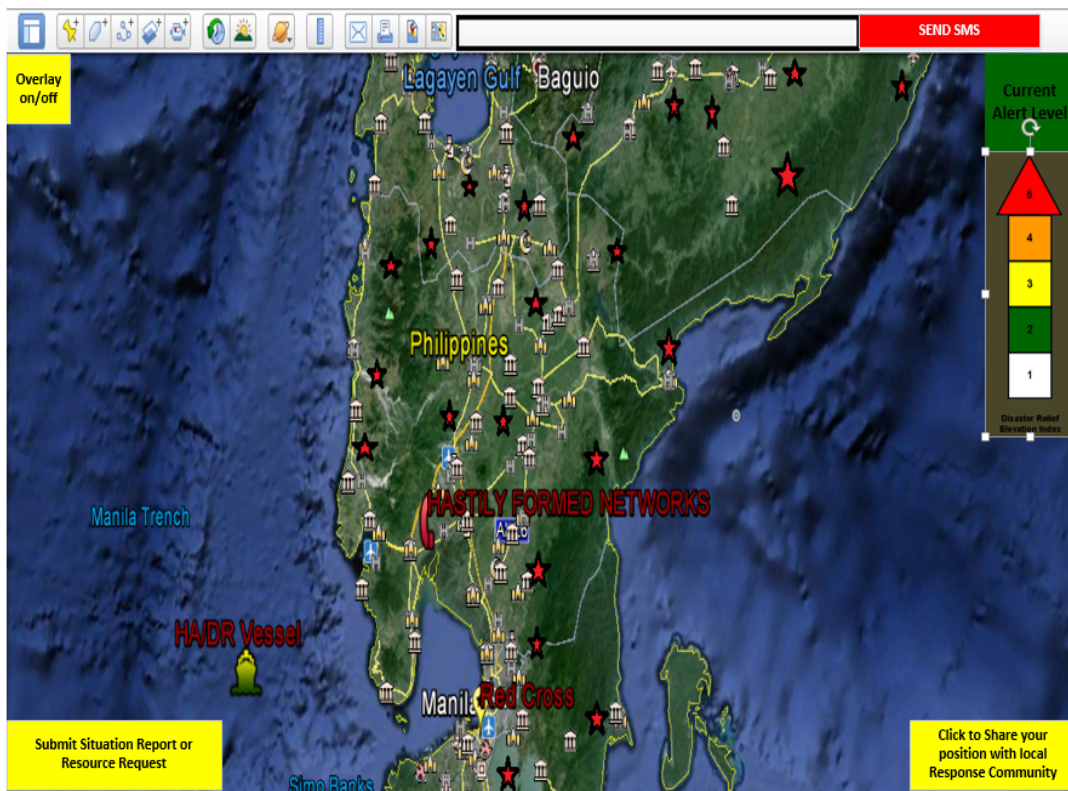 SEND SMS
Overlay
on/off
Lagayen Gulf
Baguio
Current
Alert Level
5
4
3
2
1
Disaster Relief
Elevation Index
Philippines
HASTILY FORMED NETWORKS
Manila Trench
HA/DR Vessel
Manila
Red Cross
Submit Situation Report or
Resource Request
Click to Share your
position with local
Response Community
Simo Banks